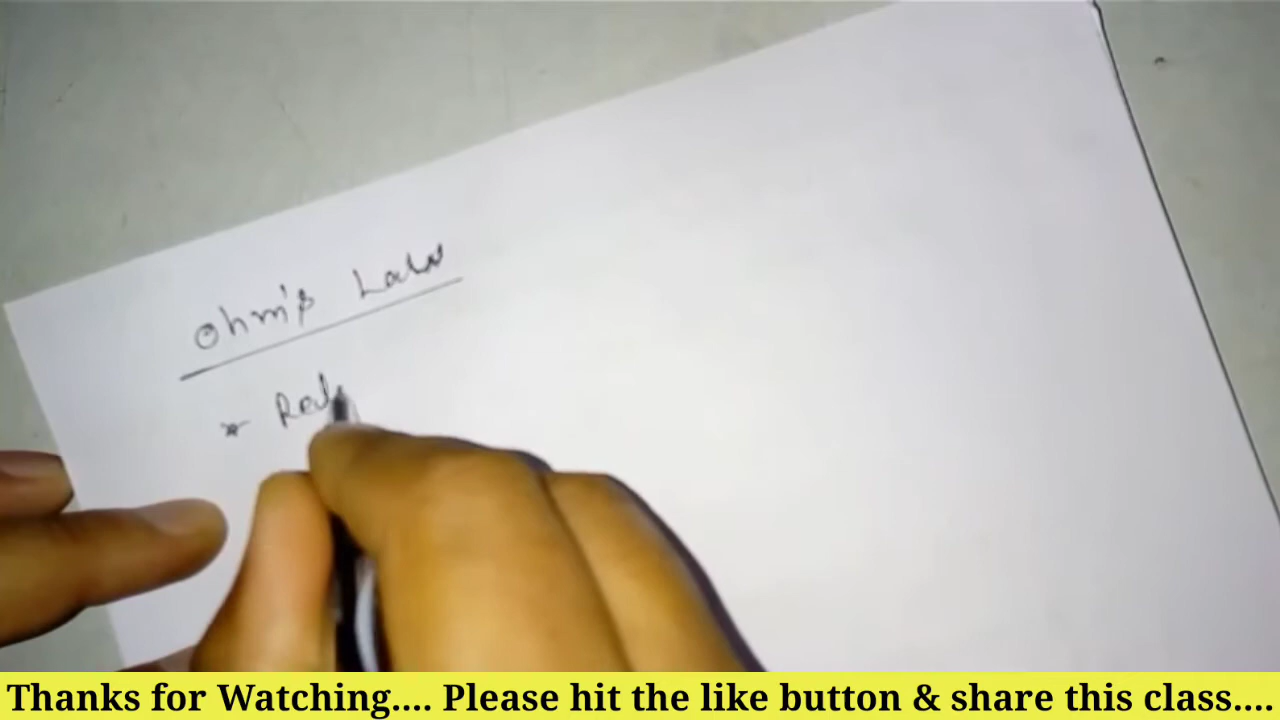 Ohm's Law
*
Thanks for Watching.... Please hit the like button & share this class....